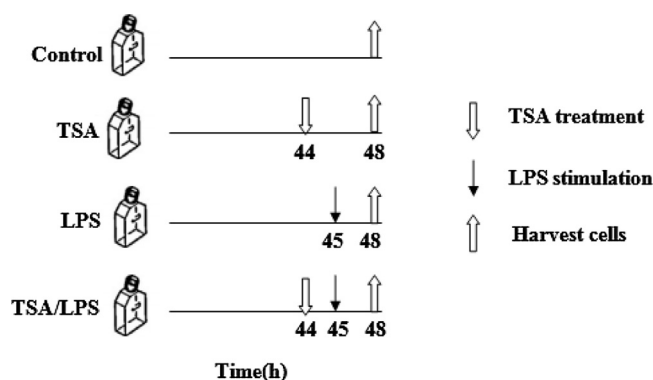 Control
TSA
44 48
LPS
45 48
TSA/LPS
44 45 48
Time(h)
TSA treatment
LPS stimulation
Harvest cells